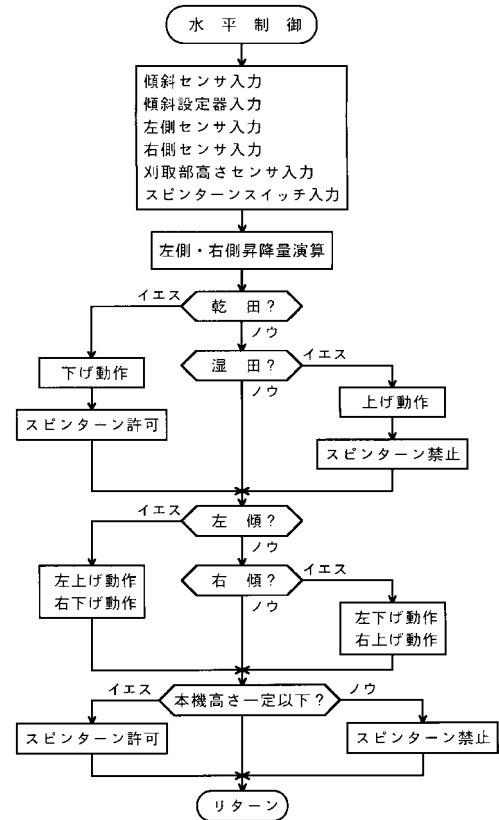 水平制御
傾斜センサ入力
傾斜設定器入力
左側センサ入力
右側センサ入力
刈取部高さセンサ入力
スピンターンスイッチ入力
左側・右側昇降量演算
イエス
乾田?
ノウ
下げ動作
スピンターン許可
湿田?
イエス
ノウ
上げ動作
スピンターン禁止
イエス
左傾?
ノウ
左上げ動作
右下げ動作
右傾?
イエス
ノウ
左下げ動作
右上げ動作
イエス
本機高さ一定以下?
ノウ
スピンターン許可
スピンターン禁止
リターン